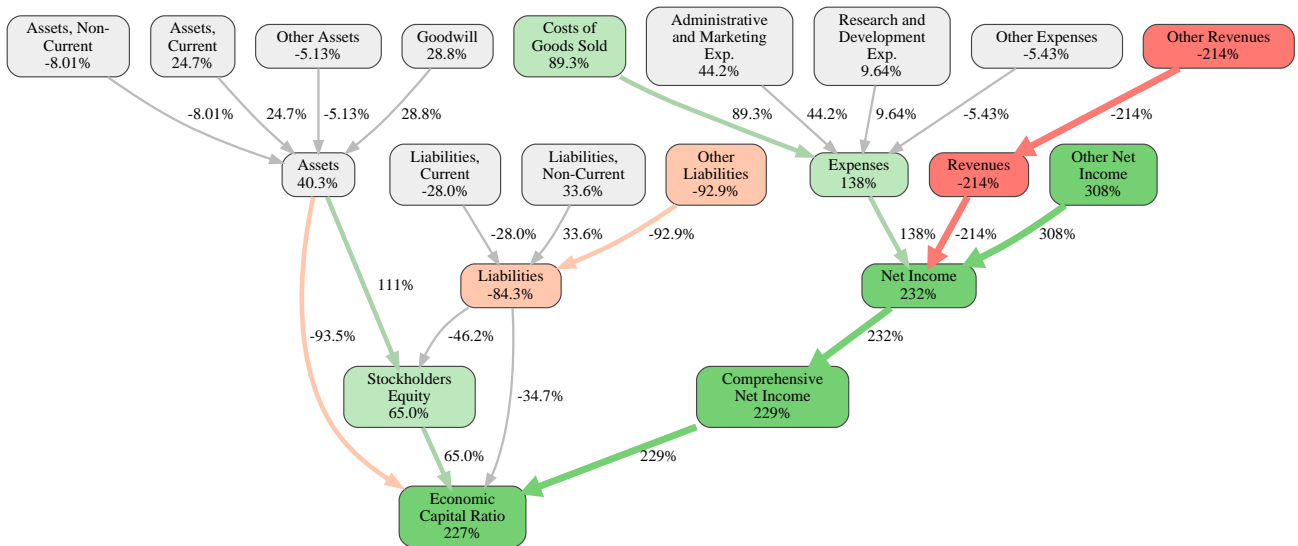 Assets, Non-
Current
-8.01%
Assets,
Current
24.7%
Other Assets
-5.13%
Goodwill
28.8%
Costs of
Goods Sold
89.3%
Administrative
and Marketing
Exp.
44.2%
Research and
Development
Exp.
9.64%
Other Expenses
-5.43%
Other Revenues
-214%
-8.01%
24.7%
-5.13%
28.8%
89.3%
44.2%
9.64%
-5.43%
-214%
Assets
40.3%
Liabilities,
Current
-28.0%
Liabilities,
Non-Current
33.6%
Other
Liabilities
-92.9%
Expenses
138%
Revenues
-214%
Other Net
Income
308%
-28.0%
33.6%
-92.9%
138%
-214%
308%
Liabilities
-84.3%
Net Income
232%
111%
-93.5%
-46.2%
232%
Stockholders
Equity
65.0%
-34.7%
Comprehensive
Net Income
229%
65.0%
229%
Economic
Capital Ratio
227%